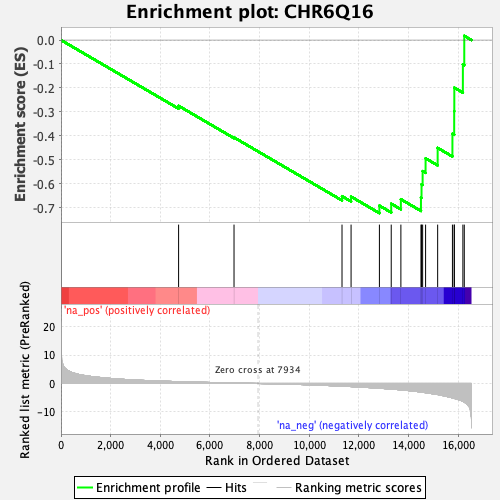 Enrichment plot: CHR6Q16
Enrichment score (ES)
0.0
-0.1
-0.2
-0.3
-0.4
-0.5
-0.6
-0.7
'na_pos' (positively correlated)
Ranked list metric (PreRanked)
20
10
0
-10
Zero cross at 7934
'na_neg' (negatively correlated)
0
2,000
4,000
6,000
8,000
10,000
12,000
14,000
16,000
Rank in Ordered Dataset
Enrichment profile
Hits
Ranking metric scores